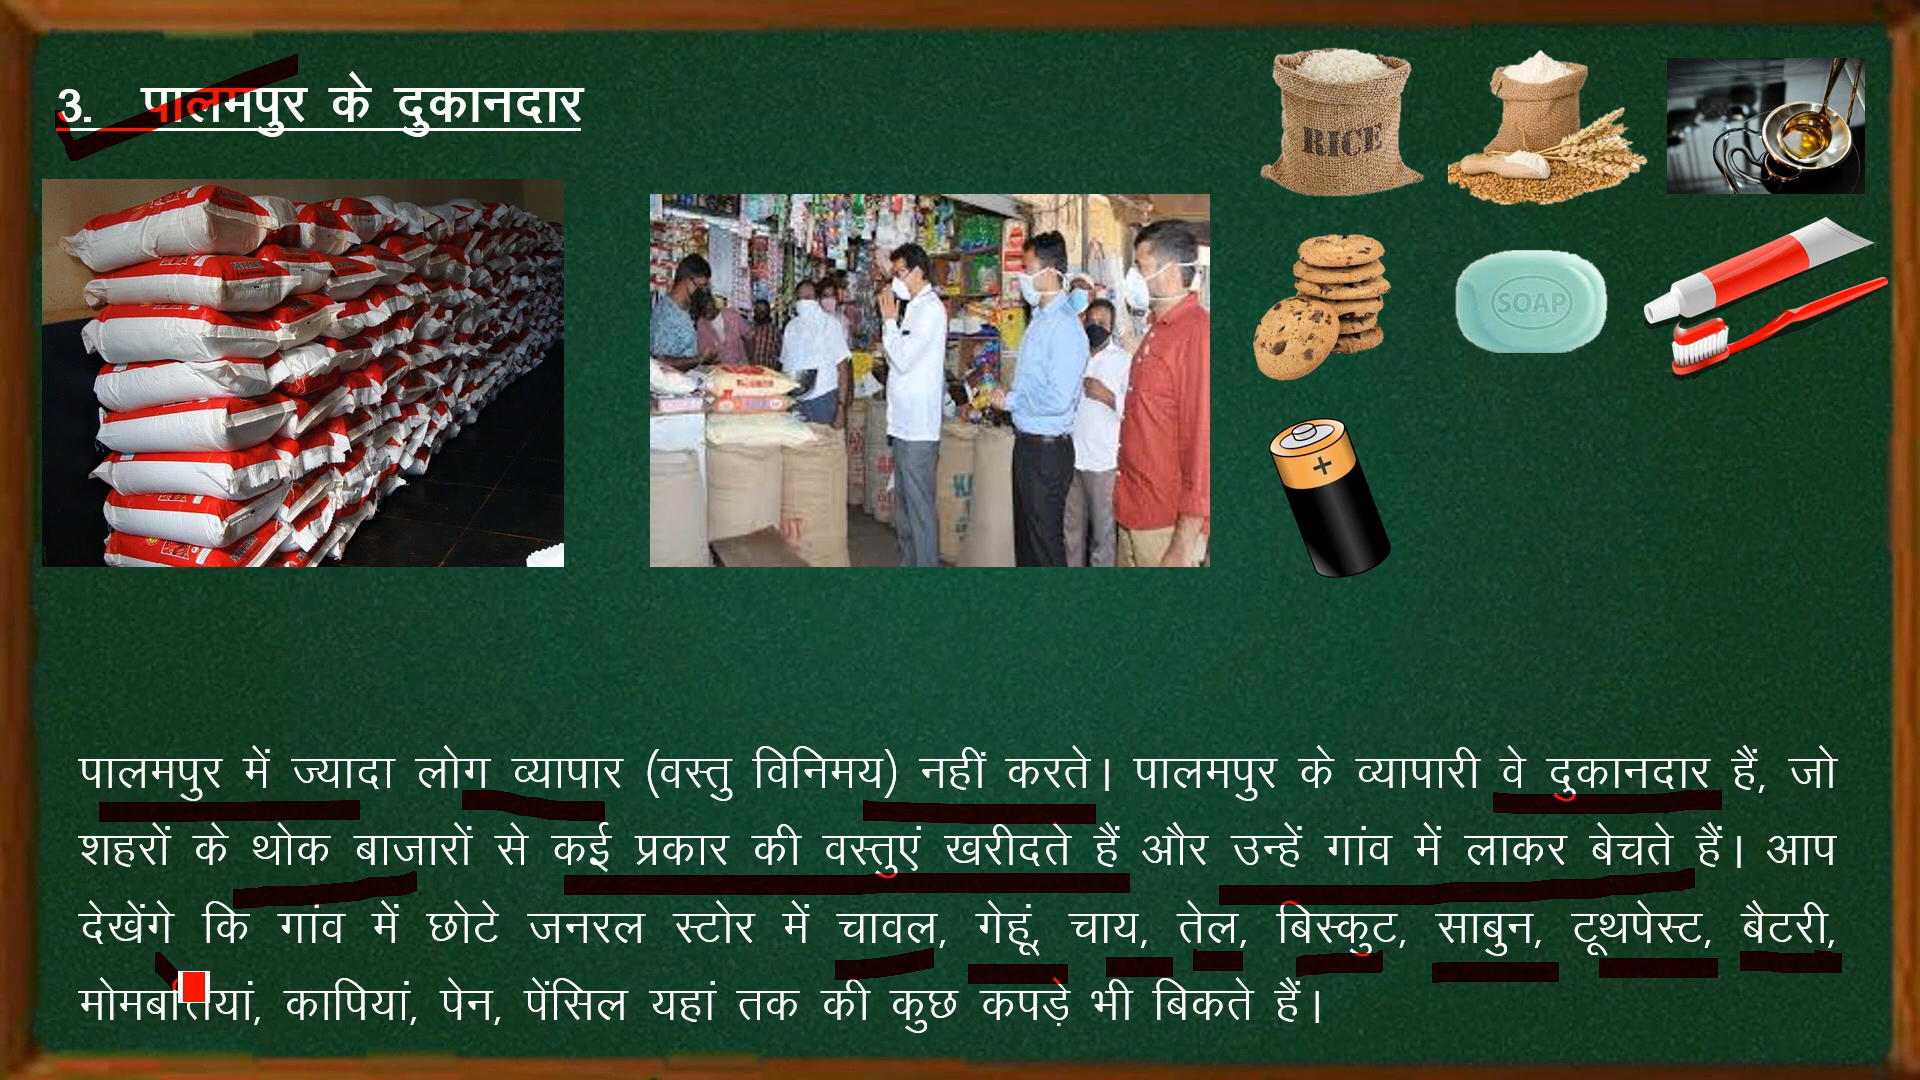 3. पालमपुर के दुकानदार
RICE
SOAP
पालमपुर में ज्यादा लोग व्यापार (वस्तु विनिमय) नहीं करते। पालमपुर के व्यापारी वे दुकानदार हैं, जो
शहरों के थोक बाजारों से कई प्रकार की वस्तुएं खरीदते हैं और उन्हें गांव में लाकर बेचते हैं। आप
देखेंगे कि गांव में छोटे जनरल स्टोर में चावल, गेहूं, चाय, तेल, बिस्कुट, साबुन, टूथपेस्ट, बैटरी,
मोमबत्तियां, कापियां, पेन, पेंसिल यहां तक की कुछ कपड़े भी बिकते हैं।